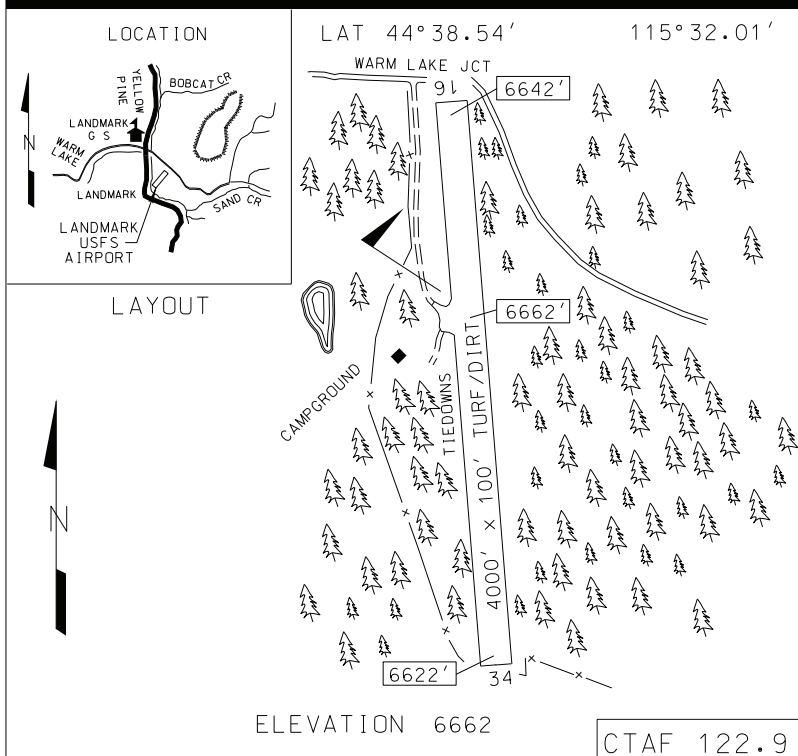 LOCATION
N
YELLOW
PINE
BOBCAT CR
LANDMARK
G S
WARM
LAKE
LANDMARK
SAND CR
LANDMARK
USFS
AIRPORT
LAT 44°38.54' 115°32.01'
WARM LAKE JCT
16
6642'
LAYOUT
6662'
N
CAMPGROUND
TIEDOWNS
4000' x 100' TURF/DIRT
6622'
34
ELEVATION 6662
CTAF 122.9